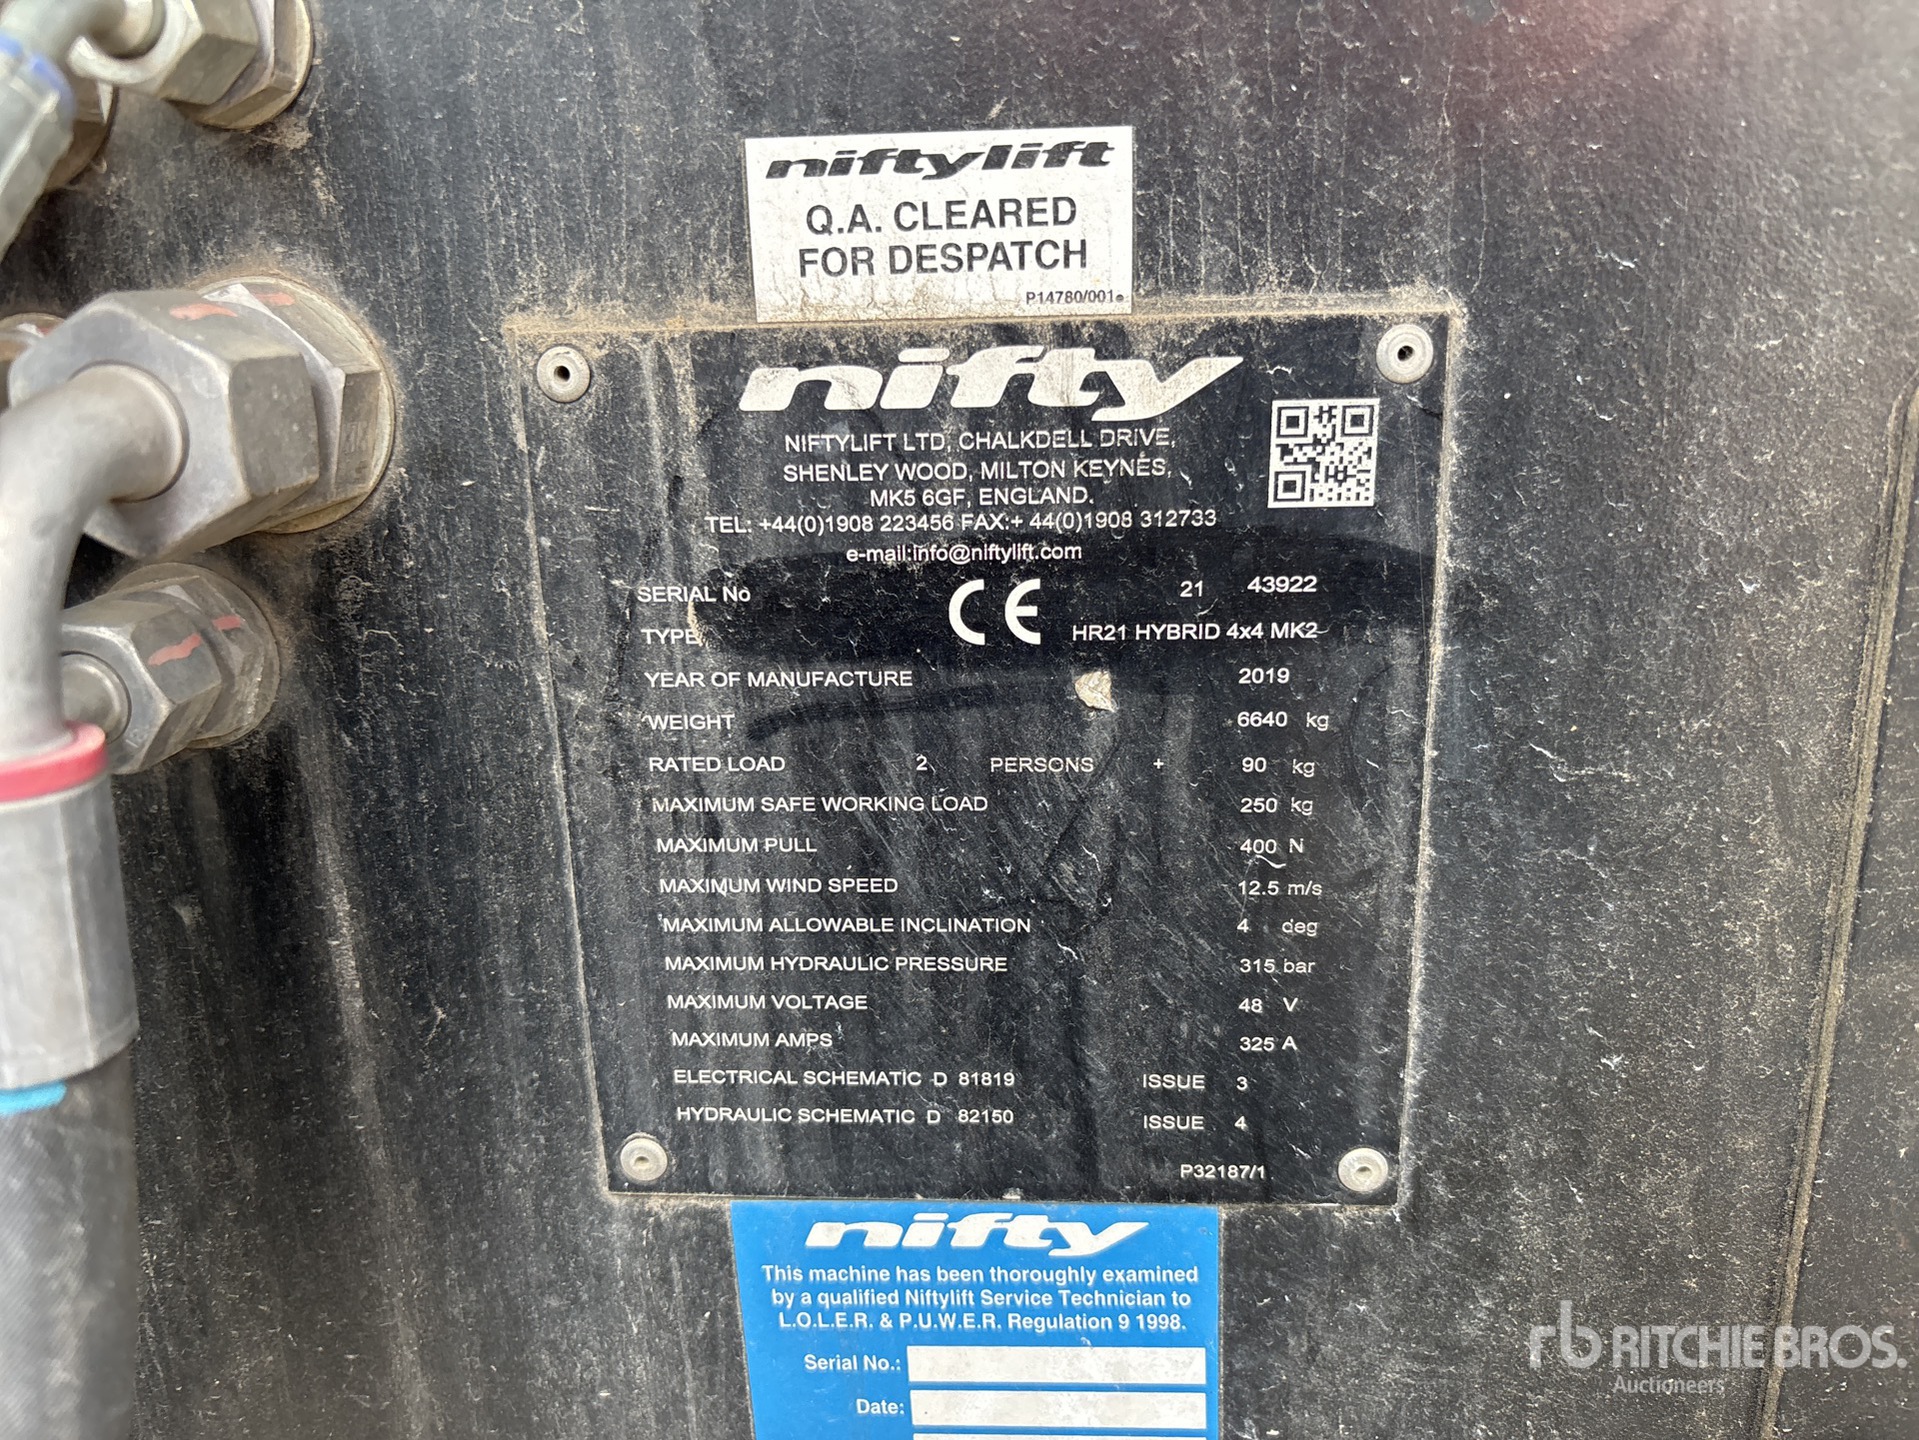 niftylift
Q.A. CLEARED
FOR DESPATCH
P14780/001
nifty
NIFTYLIFT LTD, CHALKDELL DRIVE,
SHENLEY WOOD, MILTON KEYNES,
MK5 6GF, ENGLAND.
TEL: +44(0)1908 223456 FAX:+ 44(0)1908 312733
e-mail:info@niftylift.com
SERIAL No CE 21 43922
TYPE HR21 HYBRID 4x4 MK2
YEAR OF MANUFACTURE 2019
WEIGHT 6640 kg
RATED LOAD 2 PERSONS + 90 kg
MAXIMUM SAFE WORKING LOAD 250 kg
MAXIMUM PULL 400 N
MAXIMUM WIND SPEED 12.5 m/s
MAXIMUM ALLOWABLE INCLINATION 4 deg
MAXIMUM HYDRAULIC PRESSURE 315 bar
MAXIMUM VOLTAGE 48 V
MAXIMUM AMPS 325 A
ELECTRICAL SCHEMATIC D 81819 ISSUE 3
HYDRAULIC SCHEMATIC D 82150 ISSUE 4
P32187/1
nifty
This machine has been thoroughly examined
by a qualified Niftylift Service Technician to
L.O.L.E.R. & P.U.W.E.R. Regulation 9 1998.
Serial No.:
Date:
rb RITCHIE BROS.
Auctioneers